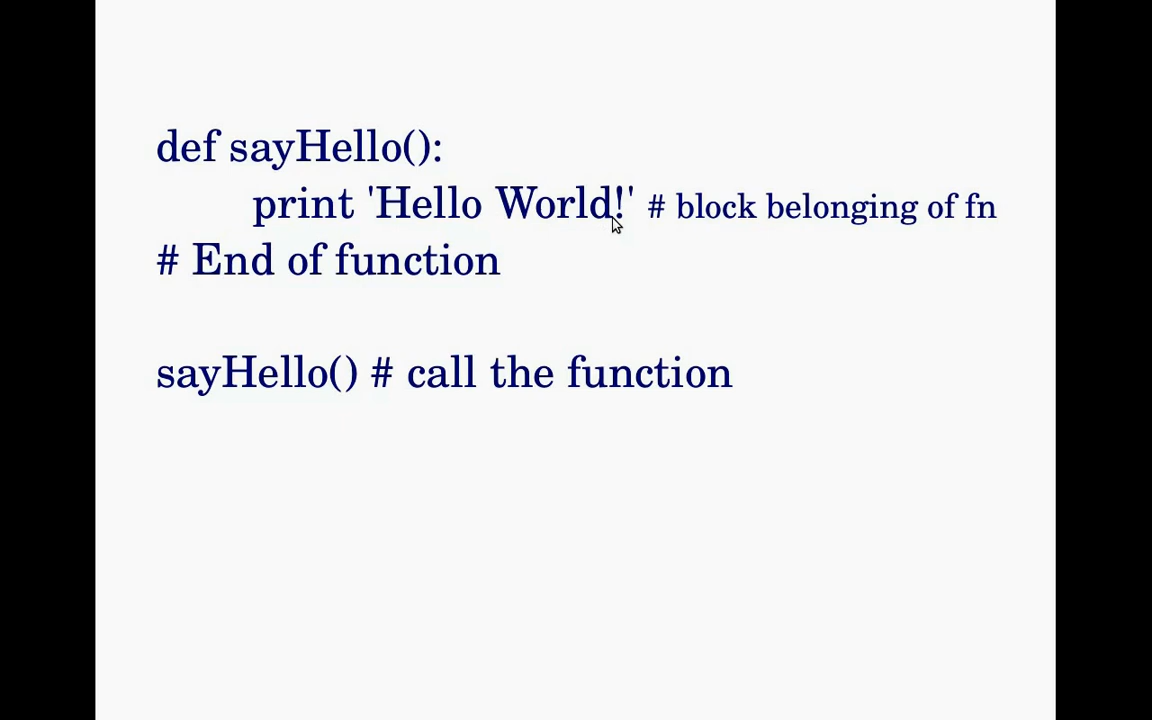 def sayHello():
print 'Hello World!' # block belonging of fn
# End of function
sayHello() # call the function